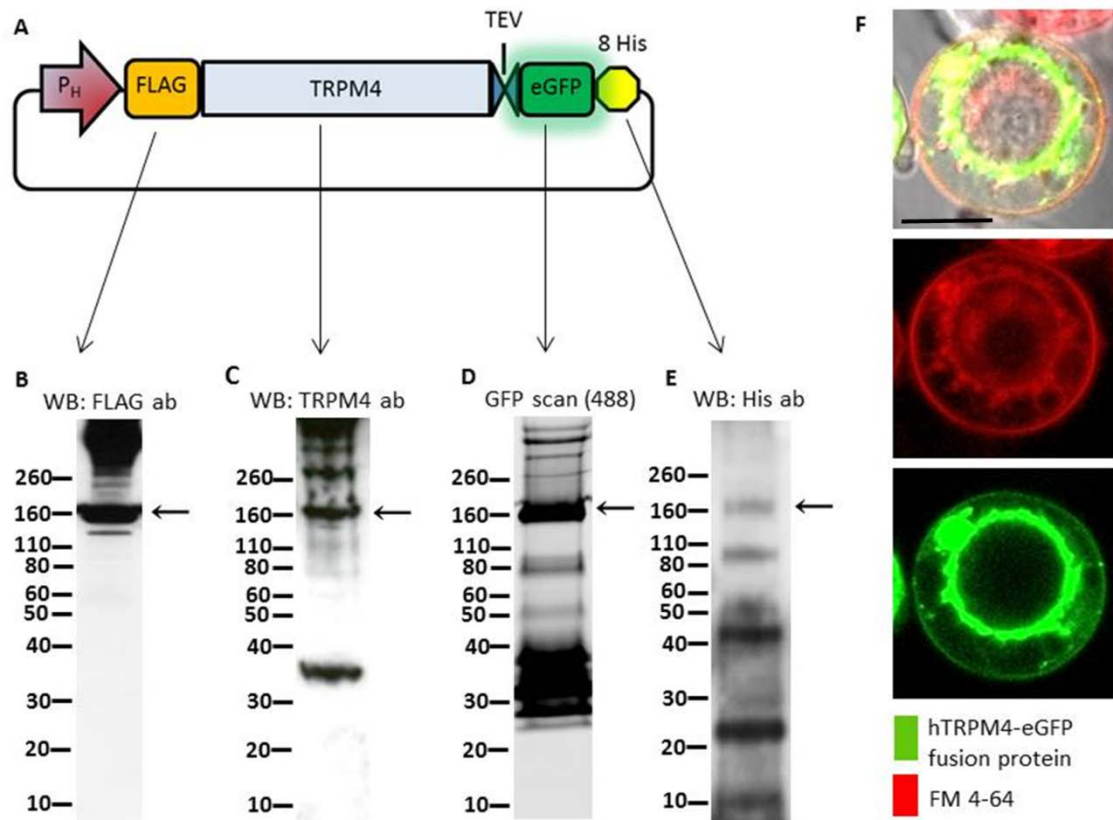 A
TEV
8 His
F
P_H
FLAG
TRPM4
eGFP
B
WB: FLAG ab
260
160
110
80
60
50
40
30
20
10
C
WB: TRPM4 ab
260
160
110
80
60
50
40
30
20
10
D
GFP scan (488)
260
160
110
80
60
50
40
30
20
10
E
WB: His ab
260
160
110
80
60
50
40
30
20
10
hTRPM4-eGFP
fusion protein
FM 4-64